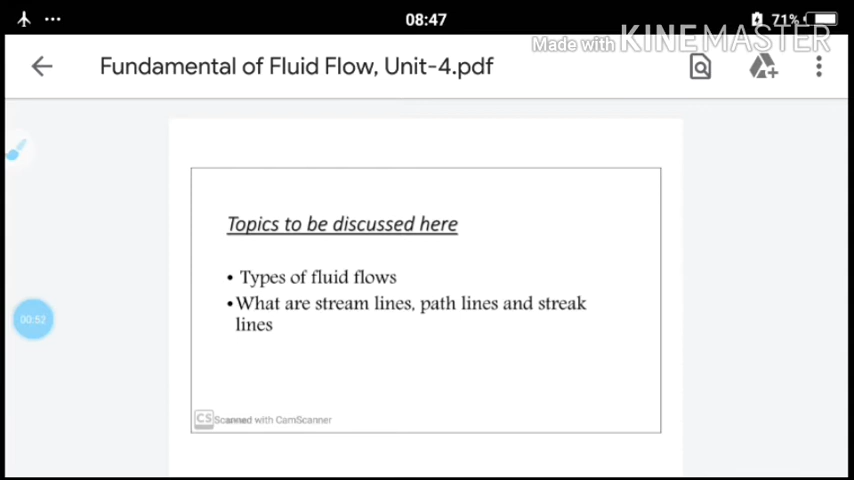 08:47
71%
Made with KINEMASTER
Fundamental of Fluid Flow, Unit-4.pdf
Topics to be discussed here
• Types of fluid flows
•What are stream lines, path lines and streak
lines
00:52
CS Scanned with CamScanner